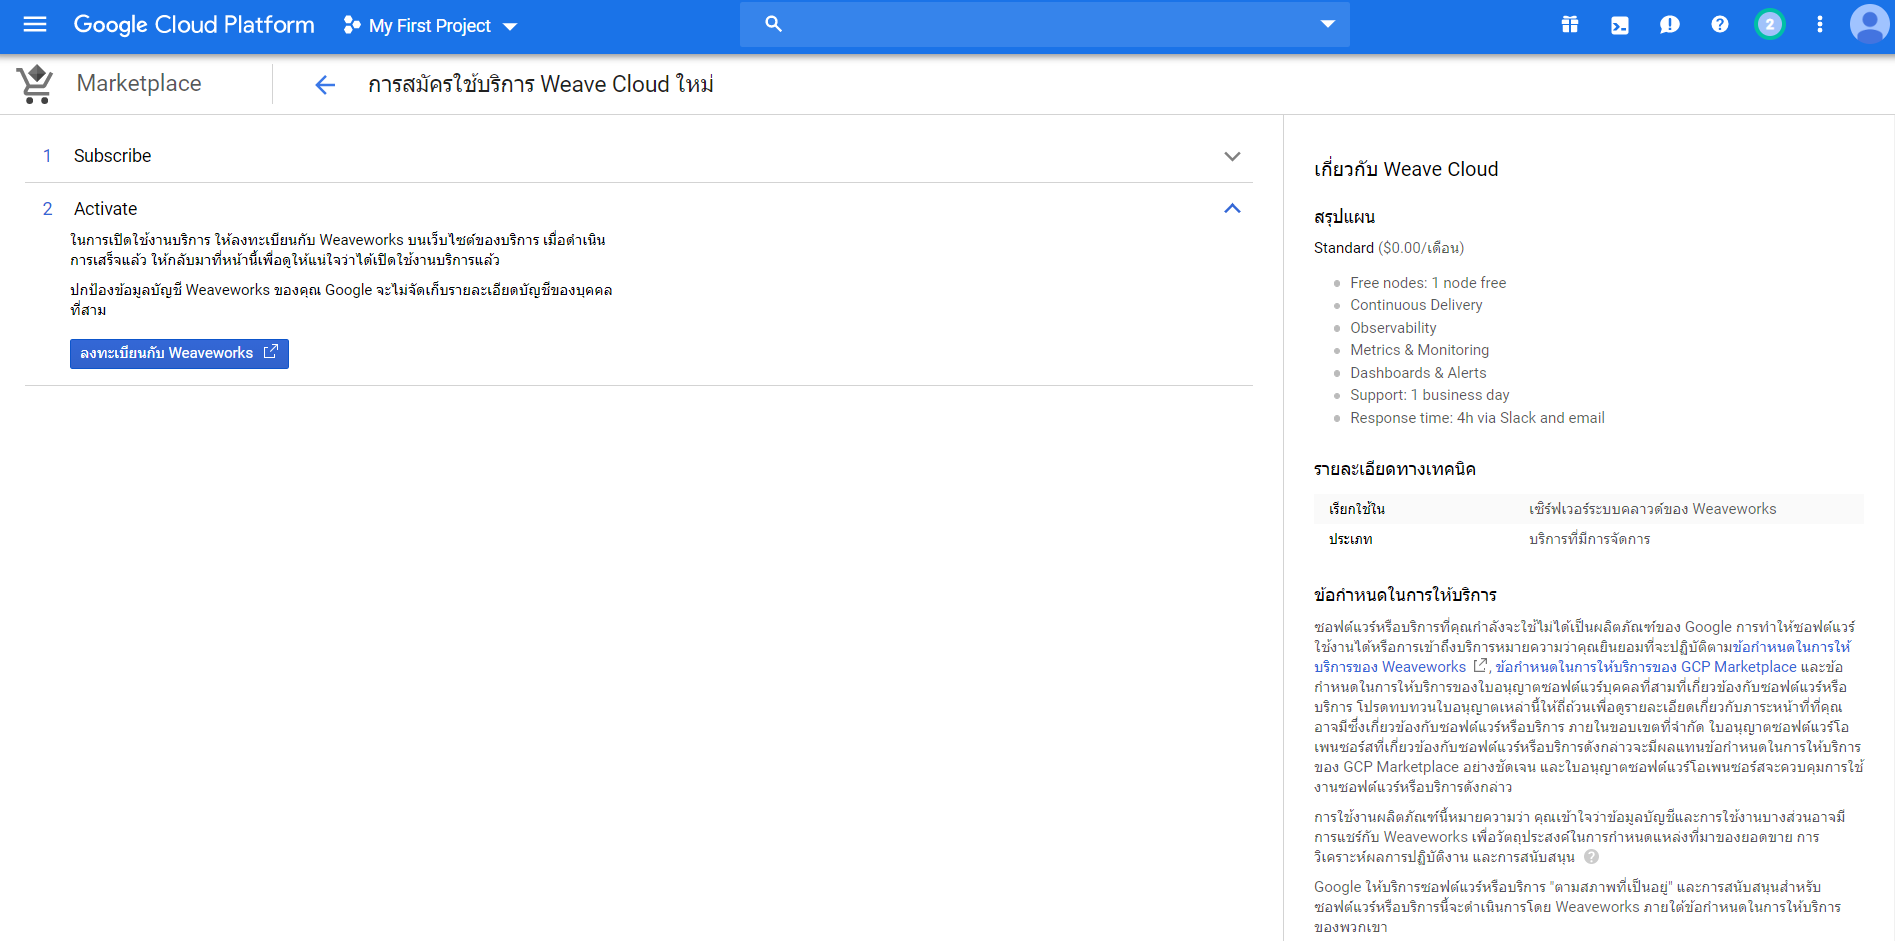 Google Cloud Platform
My First Project
2
Marketplace
การสมัครใช้บริการ Weave Cloud ใหม่
1 Subscribe
2 Activate
ในการเปิดใช้งานบริการ ให้ลงทะเบียนกับ Weaveworks บนเว็บไซต์ของบริการ เมื่อดำเนิน
การเสร็จแล้ว ให้กลับมาที่หน้านี้เพื่อดูให้แน่ใจว่าได้เปิดใช้งานบริการแล้ว
ปกป้องข้อมูลบัญชี Weaveworks ของคุณ Google จะไม่จัดเก็บรายละเอียดบัญชีของบุคคล
ที่สาม
ลงทะเบียนกับ Weaveworks
เกี่ยวกับ Weave Cloud
สรุปแผน
Standard ($0.00/เดือน)
Free nodes: 1 node free
Continuous Delivery
Observability
Metrics & Monitoring
Dashboards & Alerts
Support: 1 business day
Response time: 4h via Slack and email
รายละเอียดทางเทคนิค
เรียกใช้ใน เซิร์ฟเวอร์ระบบคลาวด์ของ Weaveworks
ประเภท บริการที่มีการจัดการ
ข้อกำหนดในการให้บริการ
ซอฟต์แวร์หรือบริการที่คุณกำลังจะใช้ไม่ได้เป็นผลิตภัณฑ์ของ Google การทำให้ซอฟต์แวร์
ใช้งานได้หรือการเข้าถึงบริการหมายความว่าคุณยินยอมที่จะปฏิบัติตามข้อกำหนดในการให้
บริการของ Weaveworks , ข้อกำหนดในการให้บริการของ GCP Marketplace และข้อ
กำหนดในการให้บริการของใบอนุญาตซอฟต์แวร์บุคคลที่สามที่เกี่ยวข้องกับซอฟต์แวร์หรือ
บริการ โปรดทบทวนใบอนุญาตเหล่านี้ให้ถี่ถ้วนเพื่อดูรายละเอียดเกี่ยวกับภาระหน้าที่ที่คุณ
อาจมีซึ่งเกี่ยวข้องกับซอฟต์แวร์หรือบริการ ภายในขอบเขตที่จำกัด ใบอนุญาตซอฟต์แวร์โอ
เพนซอร์สที่เกี่ยวข้องกับซอฟต์แวร์หรือบริการดังกล่าวจะมีผลแทนข้อกำหนดในการให้บริการ
ของ GCP Marketplace อย่างชัดเจน และใบอนุญาตซอฟต์แวร์โอเพนซอร์สจะควบคุมการใช้
งานซอฟต์แวร์หรือบริการดังกล่าว
การใช้งานผลิตภัณฑ์นี้หมายความว่า คุณเข้าใจว่าข้อมูลบัญชีและการใช้งานบางส่วนอาจมี
การแชร์กับ Weaveworks เพื่อวัตถุประสงค์ในการกำหนดแหล่งที่มาของยอดขาย การ
วิเคราะห์ผลการปฏิบัติงาน และการสนับสนุน
Google ให้บริการซอฟต์แวร์หรือบริการ "ตามสภาพที่เป็นอยู่" และการสนับสนุนสำหรับ
ซอฟต์แวร์หรือบริการนี้จะดำเนินการโดย Weaveworks ภายใต้ข้อกำหนดในการให้บริการ
ของพวกเขา